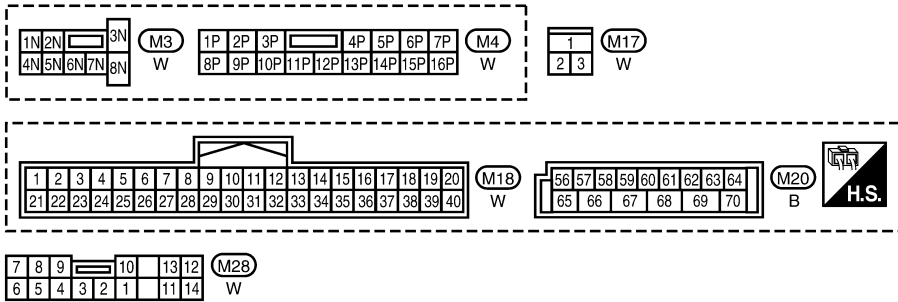 1N 2N 3N M3
4N 5N 6N 7N 8N W
1P 2P 3P 4P 5P 6P 7P M4
8P 9P 10P 11P 12P 13P 14P 15P 16P W
1 M17
2 3 W
1 2 3 4 5 6 7 8 9 10 11 12 13 14 15 16 17 18 19 20 M18
21 22 23 24 25 26 27 28 29 30 31 32 33 34 35 36 37 38 39 40 W
56 57 58 59 60 61 62 63 64 M20
65 66 67 68 69 70 B
H.S.
7 8 9 10 13 12 M28
6 5 4 3 2 1 11 14 W